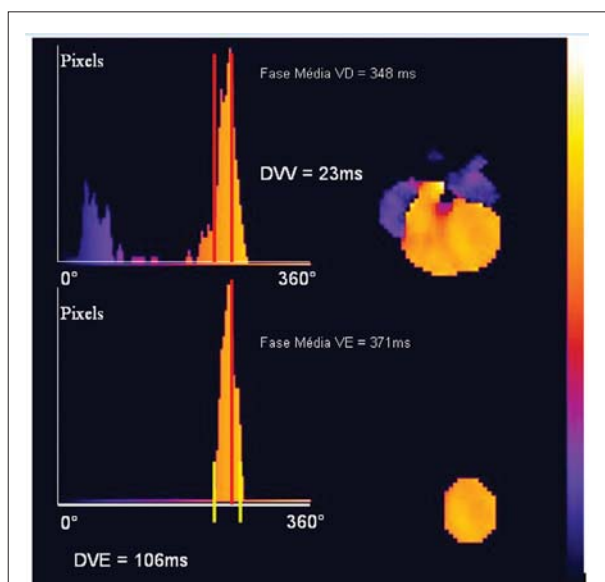 Pixels
Fase Média VD = 348 ms
DVV = 23ms
0° 360°
Pixels
Fase Média VE = 371ms
0° 360°
DVE = 106ms